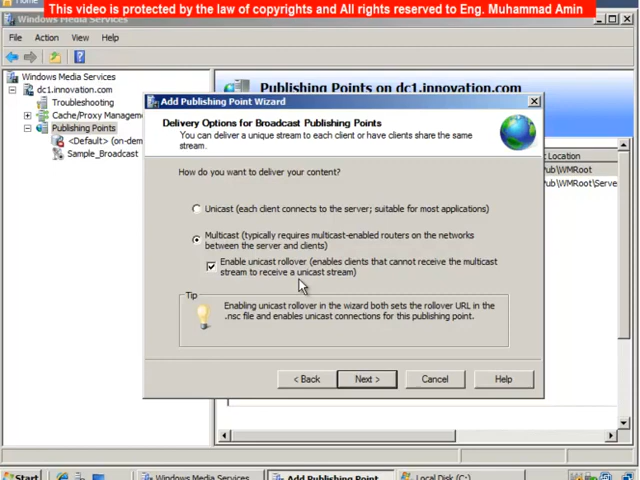 Home
This video is protected by the law of copyrights and All rights reserved to Eng. Muhammad Amin
Windows Media Services
File Action View Help
Windows Media Services
dc1.innovation.com
Troubleshooting
Cache/Proxy Managem
Publishing Points
<Default> (on-dem
Sample_Broadcast
Publishing Points on dc1.innovation.com
Location
Pub\WMRoot
Pub\WMRoot\Serve
Add Publishing Point Wizard
Delivery Options for Broadcast Publishing Points
You can deliver a unique stream to each client or have clients share the same
stream.
How do you want to deliver your content?
Unicast (each client connects to the server; suitable for most applications)
Multicast (typically requires multicast-enabled routers on the networks
between the server and clients)
Enable unicast rollover (enables clients that cannot receive the multicast
stream to receive a unicast stream)
Tip
Enabling unicast rollover in the wizard both sets the rollover URL in the
.nsc file and enables unicast connections for this publishing point.
< Back Next > Cancel Help
Start Windows Media Services Add Publishing Point ... Local Disk (C:)